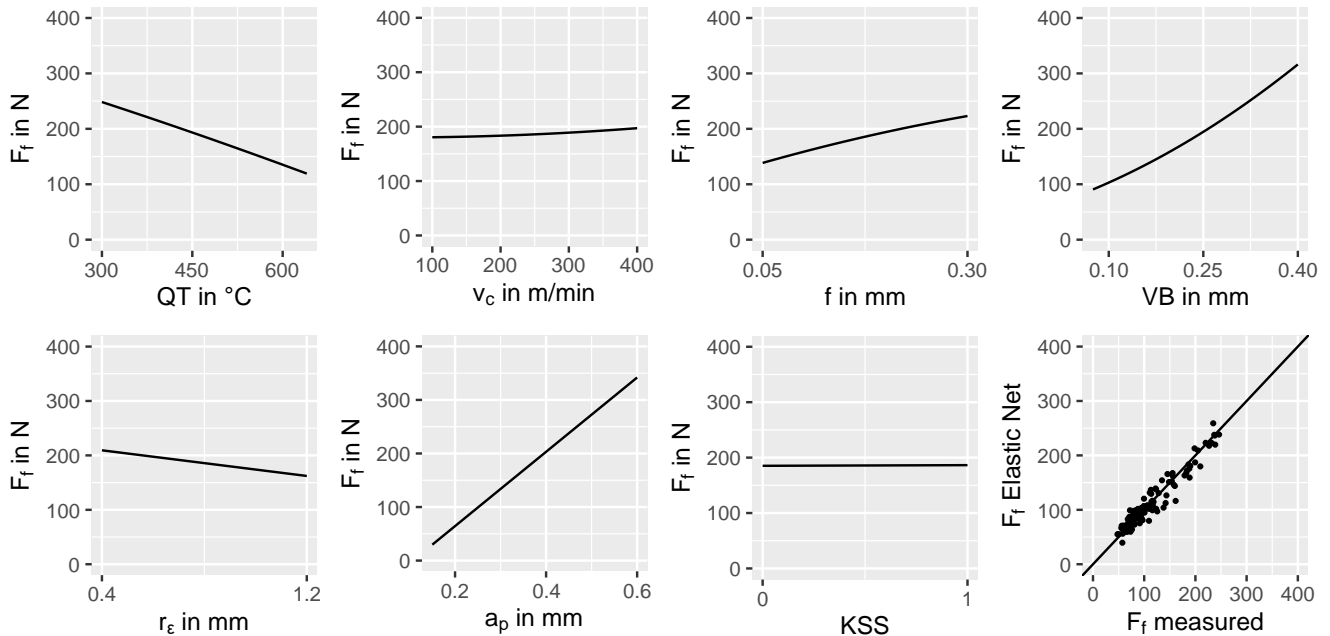 400
300
200
100
0
F_f in N
300 450 600
QT in °C
400
300
200
100
0
F_f in N
100 200 300 400
v_c in m/min
400
300
200
100
0
F_f in N
0.05 0.30
f in mm
400
300
200
100
0
F_f in N
0.10 0.25 0.40
VB in mm
400
300
200
100
0
F_f in N
0.4 1.2
r_ε in mm
400
300
200
100
0
F_f in N
0.2 0.4 0.6
a_p in mm
400
300
200
100
0
F_f in N
0 1
KSS
400
300
200
100
0
F_f Elastic Net
0 100 200 300 400
F_f measured